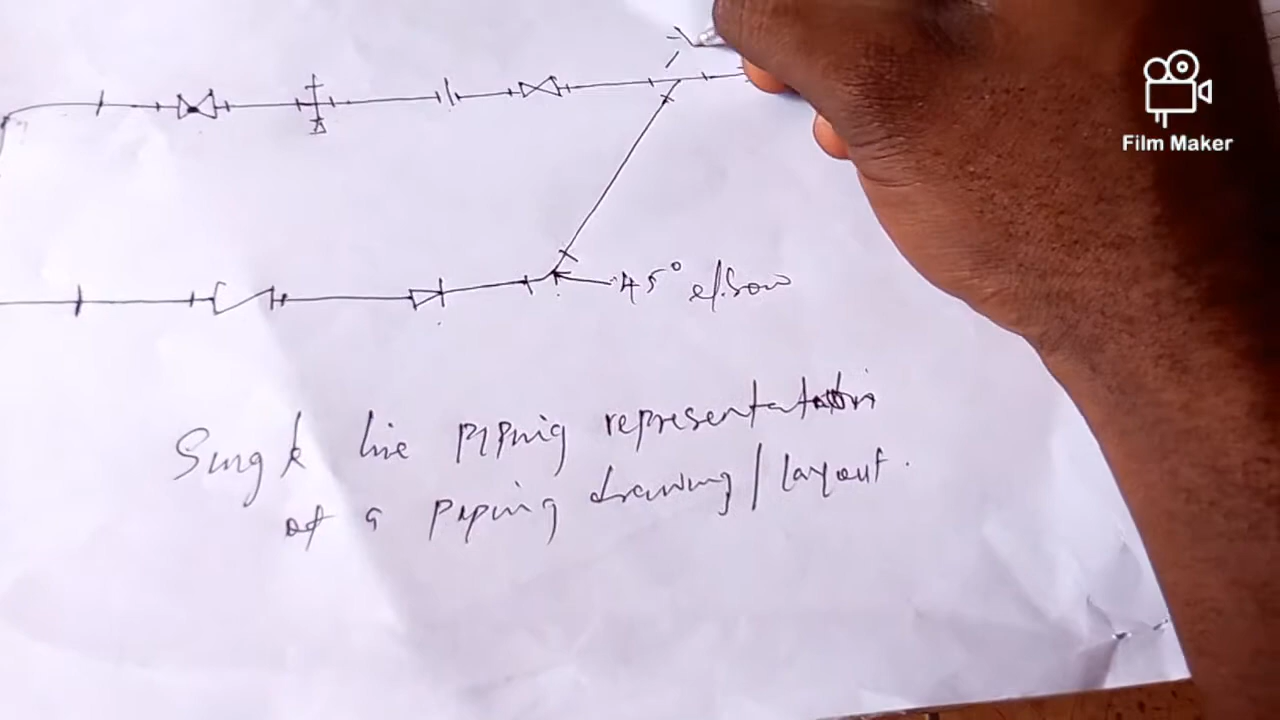 Film Maker
45° elbow
Single line piping representation
of a piping drawing/layout.